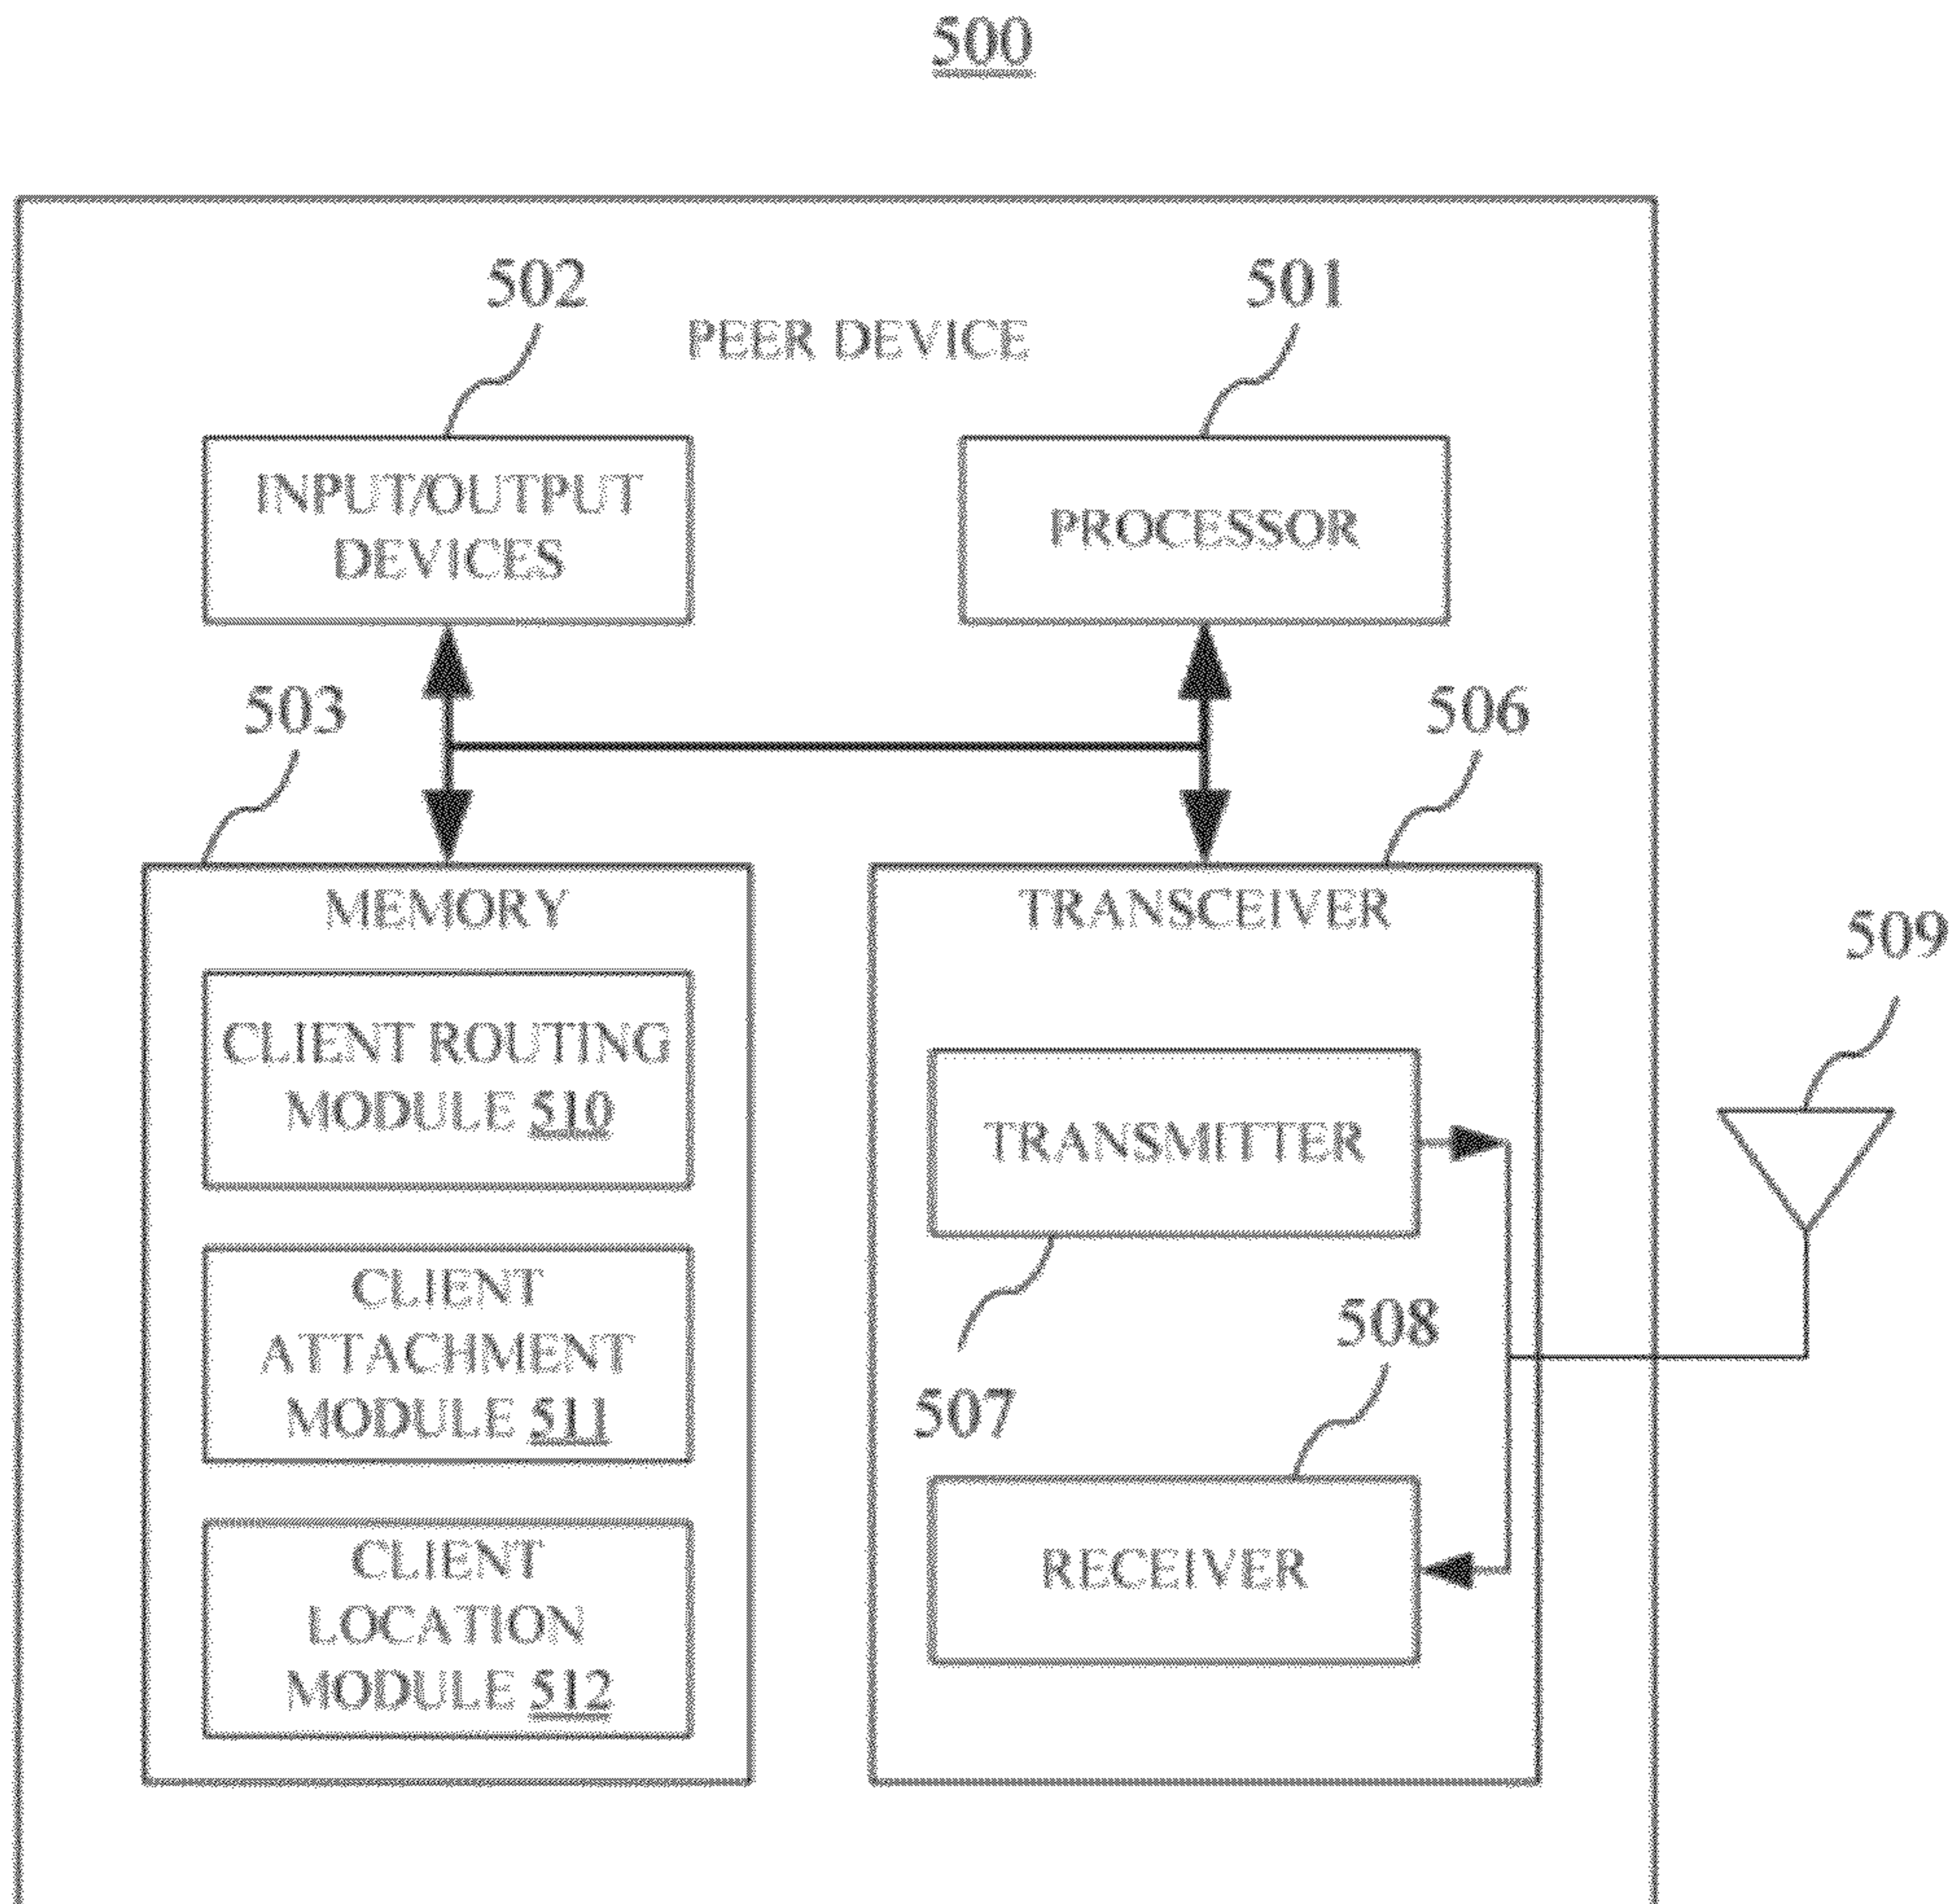 500
502
501
PEER DEVICE
INPUT/OUTPUT
DEVICES
PROCESSOR
503
506
MEMORY
TRANSCEIVER
509
CLIENT ROUTING
MODULE 510
TRANSMITTER
CLIENT
ATTACHMENT
MODULE 511
507
508
CLIENT
LOCATION
MODULE 512
RECEIVER